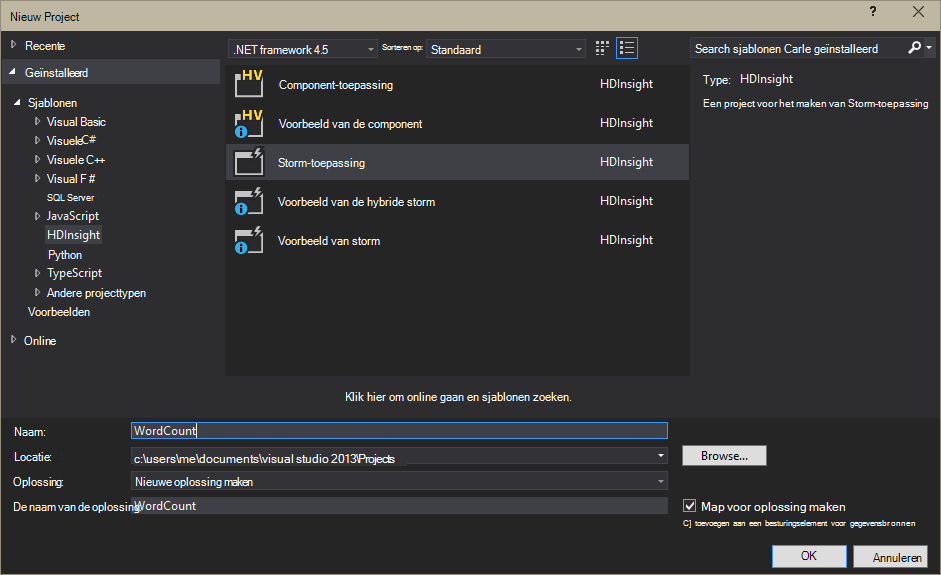 Nieuw Project
?
Recente
.NET framework 4.5
Sorteren op:
Standaard
Search sjablonen Carle geïnstalleerd
Geïnstalleerd
Sjablonen
Visual Basic
VisueleC#
Visuele C++
Visual F #
SQL Server
JavaScript
HDInsight
Python
TypeScript
Andere projecttypen
Voorbeelden
Online
Component-toepassing HDInsight
Voorbeeld van de component HDInsight
Storm-toepassing HDInsight
Voorbeeld van de hybride storm HDInsight
Voorbeeld van storm HDInsight
Type: HDInsight
Een project voor het maken van Storm-toepassing
Klik hier om online gaan en sjablonen zoeken.
Naam: WordCount
Locatie: c:\users\me\documents\visual studio 2013\Projects
Browse...
Oplossing: Nieuwe oplossing maken
De naam van de oplossing: WordCount
Map voor oplossing maken
C] toevoegen aan een besturingselement voor gegevensbronnen
OK
Annuleren